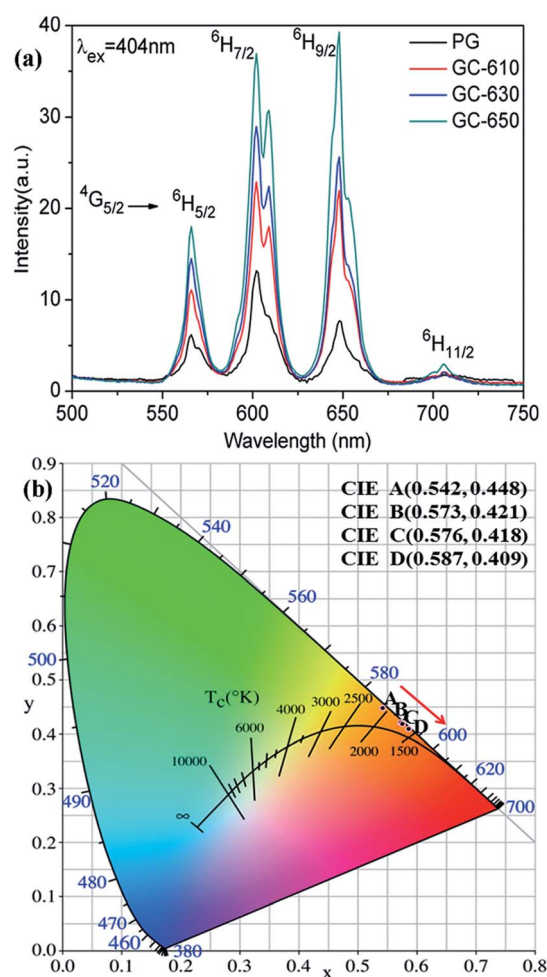 40
30
20
10
0
Intensity(a.u.)
(a)
λex=404nm
⁶H7/2
⁶H9/2
PG
GC-610
GC-630
GC-650
⁴G5/2
⁶H5/2
⁶H11/2
500 550 600 650 700 750
Wavelength (nm)
(b)
CIE A(0.542,0.448)
CIE B(0.573,0.421)
CIE C(0.576,0.418)
CIE D(0.587,0.409)
0.9
0.8
0.7
0.6
0.5
y
0.4
0.3
0.2
0.1
0.0
520
540
560
500
580
Tc(°K)
A
B
C
D
2500
3000
4000
6000
10000
2000
1500
600
620
∞
490
700
480
470
460
380
0.0 0.1 0.2 0.3 0.4 0.5 0.6 0.7 0.8
x